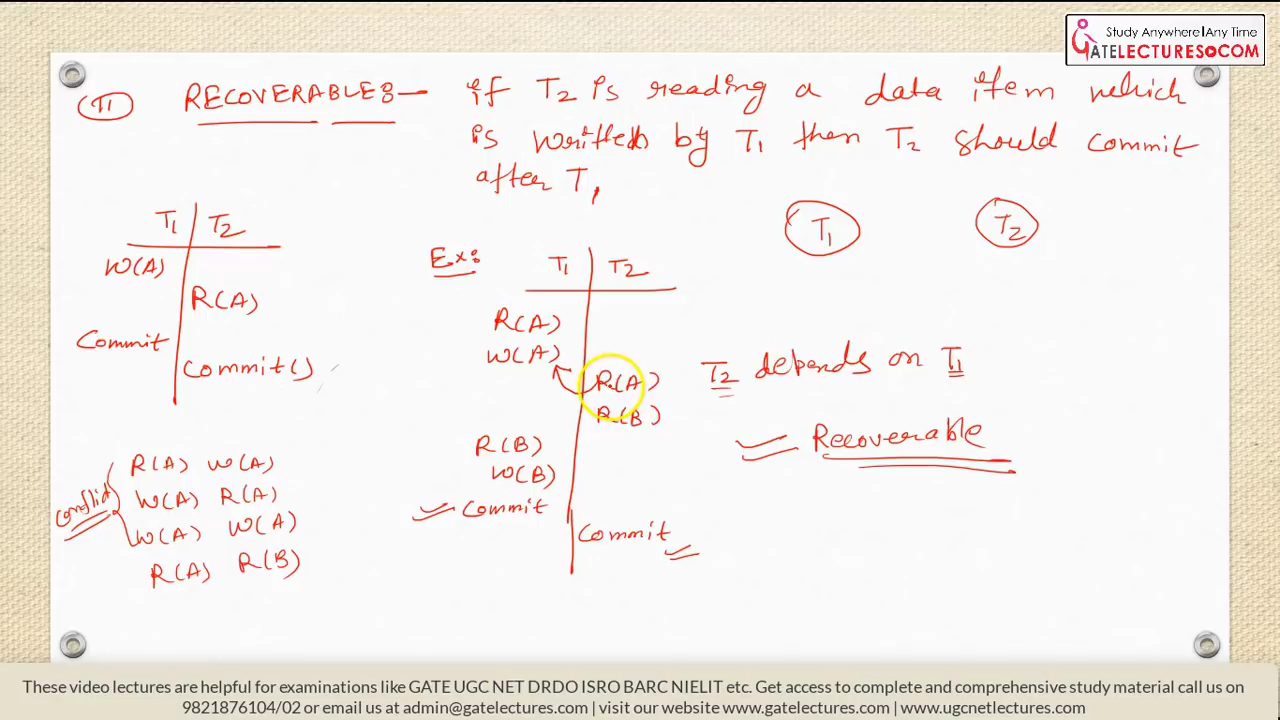 Study Anywhere | Any Time
GATELECTURES.COM
(II) RECOVERABLE:- if T2 is reading a data item which
is written by T1 then T2 should commit
after T1
T1 T2
T1 T2
W(A)
R(A)
Commit
Commit()
Ex:
T1 T2
R(A)
W(A)
R(A)
R(B)
R(B)
W(B)
Commit
Commit
T2 depends on T1
Recoverable
Conflict
R(A) W(A)
W(A) R(A)
W(A) W(A)
R(A) R(B)
These video lectures are helpful for examinations like GATE UGC NET DRDO ISRO BARC NIELIT etc. Get access to complete and comprehensive study material call us on
9821876104/02 or email us at admin@gatelectures.com | visit our website www.gatelectures.com | www.ugcnetlectures.com